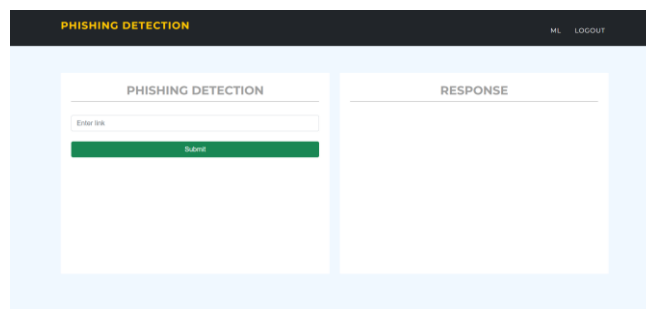 PHISHING DETECTION
ML LOGOUT
PHISHING DETECTION
Enter link
Submit
RESPONSE